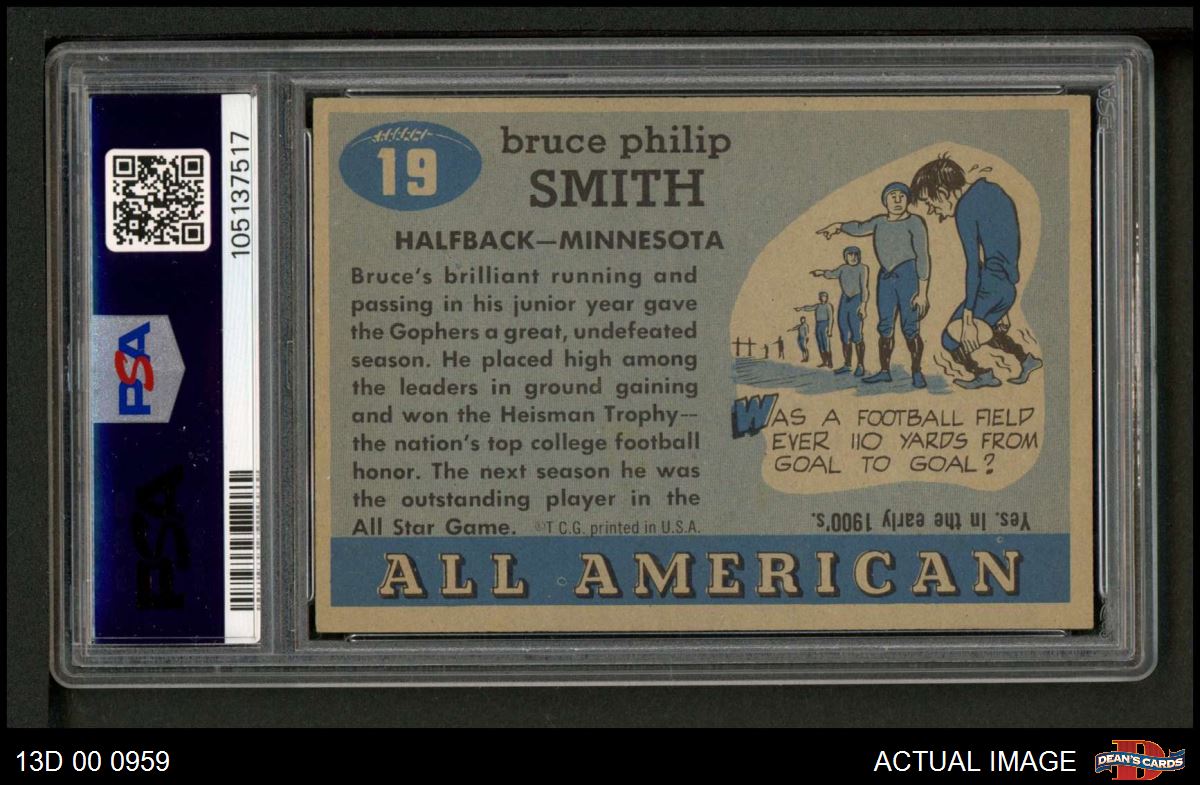 19
bruce philip
SMITH
HALFBACK—MINNESOTA
Bruce's brilliant running and
passing in his junior year gave
the Gophers a great, undefeated
season. He placed high among
the leaders in ground gaining
and won the Heisman Trophy--
the nation's top college football
honor. The next season he was
the outstanding player in the
All Star Game. ©T.C.G. printed in U.S.A.
WAS A FOOTBALL FIELD
EVER 110 YARDS FROM
GOAL TO GOAL?
Yes. In the early 1900's.
ALL AMERICAN
105137517
PSA
PSA
PSA
13D 00 0959
ACTUAL IMAGE
DEAN'S CARDS